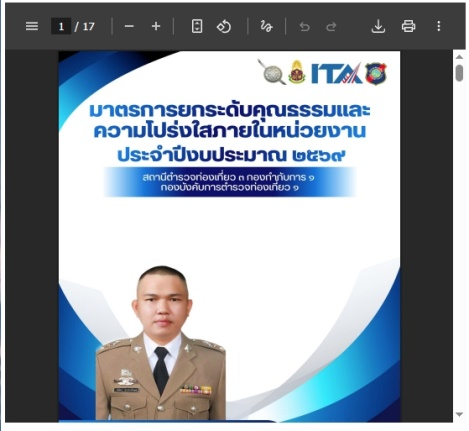 1 / 17
ITA
มาตรการยกระดับคุณธรรมและ
ความโปร่งใสภายในหน่วยงาน
ประจำปีงบประมาณ ๒๕๖๙
สถานีตำรวจท่องเที่ยว ๓ กองกำกับการ ๑
กองบังคับการตำรวจท่องเที่ยว ๑